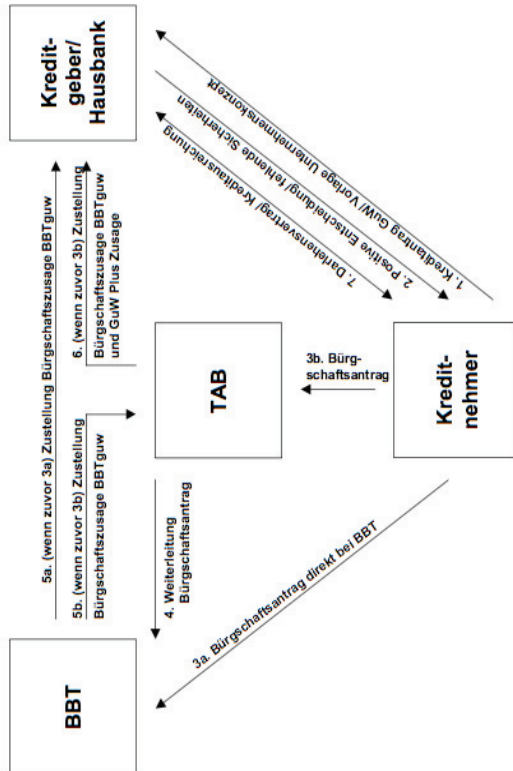 BBT
TAB
Kredit-
geber/
Hausbank
Kredit-
nehmer
5a. (wenn zuvor 3a) Zustellung Bürgschaftszusage BBTguw
5b. (wenn zuvor 3b) Zustellung
Bürgschaftszusage BBTguw
6. (wenn zuvor 3b) Zustellung
Bürgschaftszusage BBTguw
und GuW Plus Zusage
4. Weiterleitung
Bürgschaftsantrag
3b. Bürg-
schaftsantrag
3a. Bürgschaftsantrag direkt bei BBT
7. Darlehensvertrag/ Kreditausreichung
2. Positive Entscheidung/ fehlende Sicherheiten
1. Kreditantrag GuW/ Vorlage Unternehmenskonzept